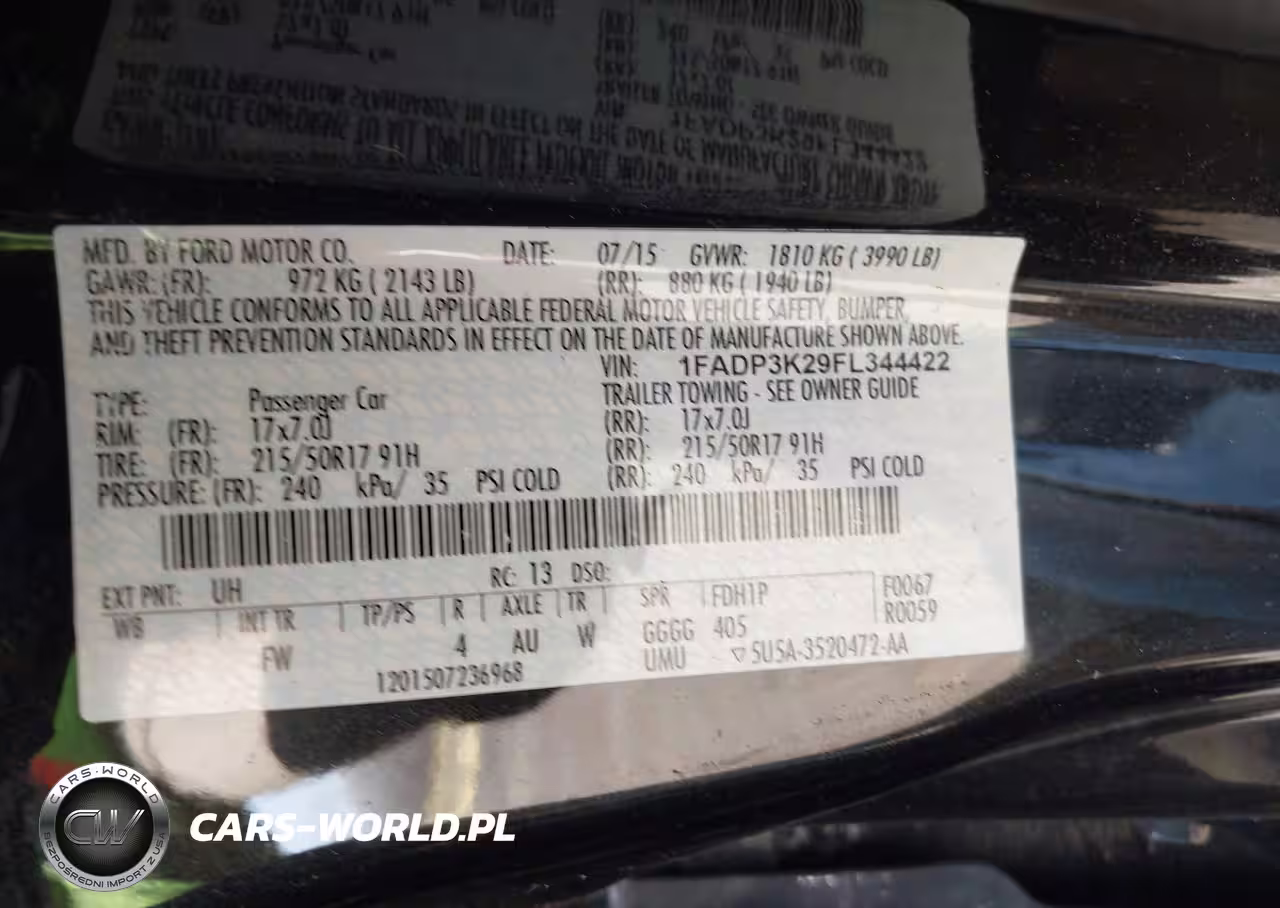 MFD. BY FORD MOTOR CO. DATE: 07/15 GVWR: 1810 KG ( 3990 LB)
GAWR: (FR): 972 KG ( 2143 LB) (RR): 880 KG ( 1940 LB)
THIS VEHICLE CONFORMS TO ALL APPLICABLE FEDERAL MOTOR VEHICLE SAFETY, BUMPER,
AND THEFT PREVENTION STANDARDS IN EFFECT ON THE DATE OF MANUFACTURE SHOWN ABOVE.
VIN: 1FADP3K29FL344422
TYPE: Passenger Car TRAILER TOWING - SEE OWNER GUIDE
RIM: (FR): 17x7.0J (RR): 17x7.0J
TIRE: (FR): 215/50R17 91H (RR): 215/50R17 91H
PRESSURE: (FR): 240 kPa/ 35 PSI COLD (RR): 240 kPa/ 35 PSI COLD
EXT PNT: UH RC: 13 DSO:
WB INT TR TP/PS R AXLE TR SPR FDH1P F0067
FW 4 AU W GGGG 405 R0059
1201507236968 UMU ▽ 5U5A-3520472-AA
CARS-WORLD
CW
BEZPOŚREDNI IMPORT Z USA
CARS-WORLD.PL